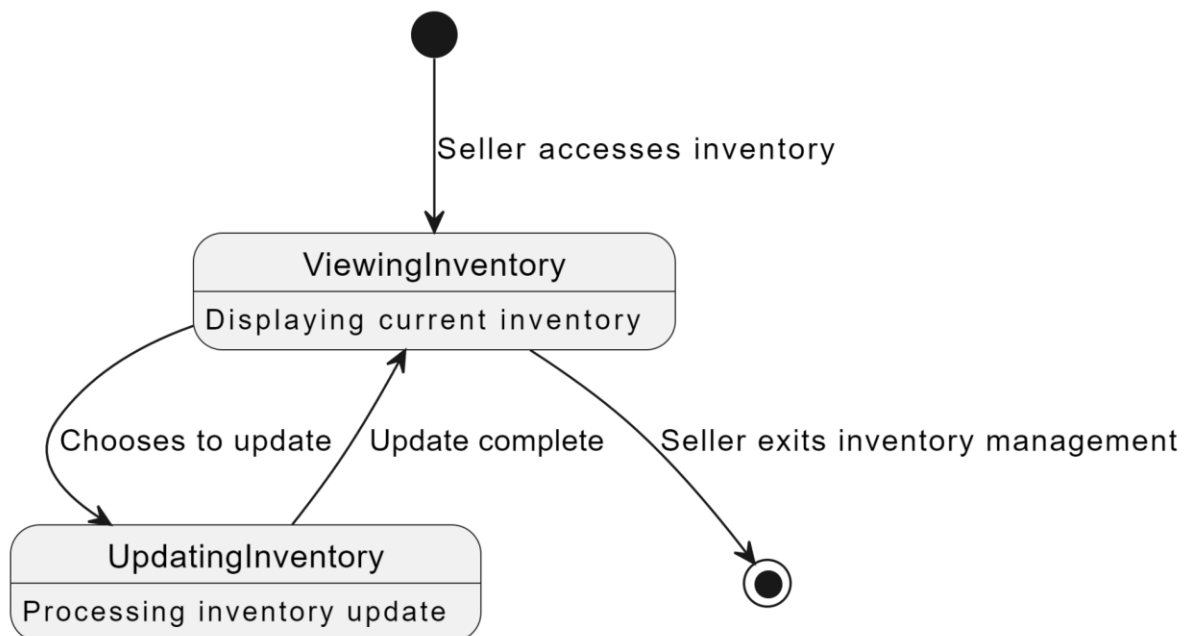 Seller accesses inventory
ViewingInventory
Displaying current inventory
Chooses to update
Update complete
Seller exits inventory management
UpdatingInventory
Processing inventory update